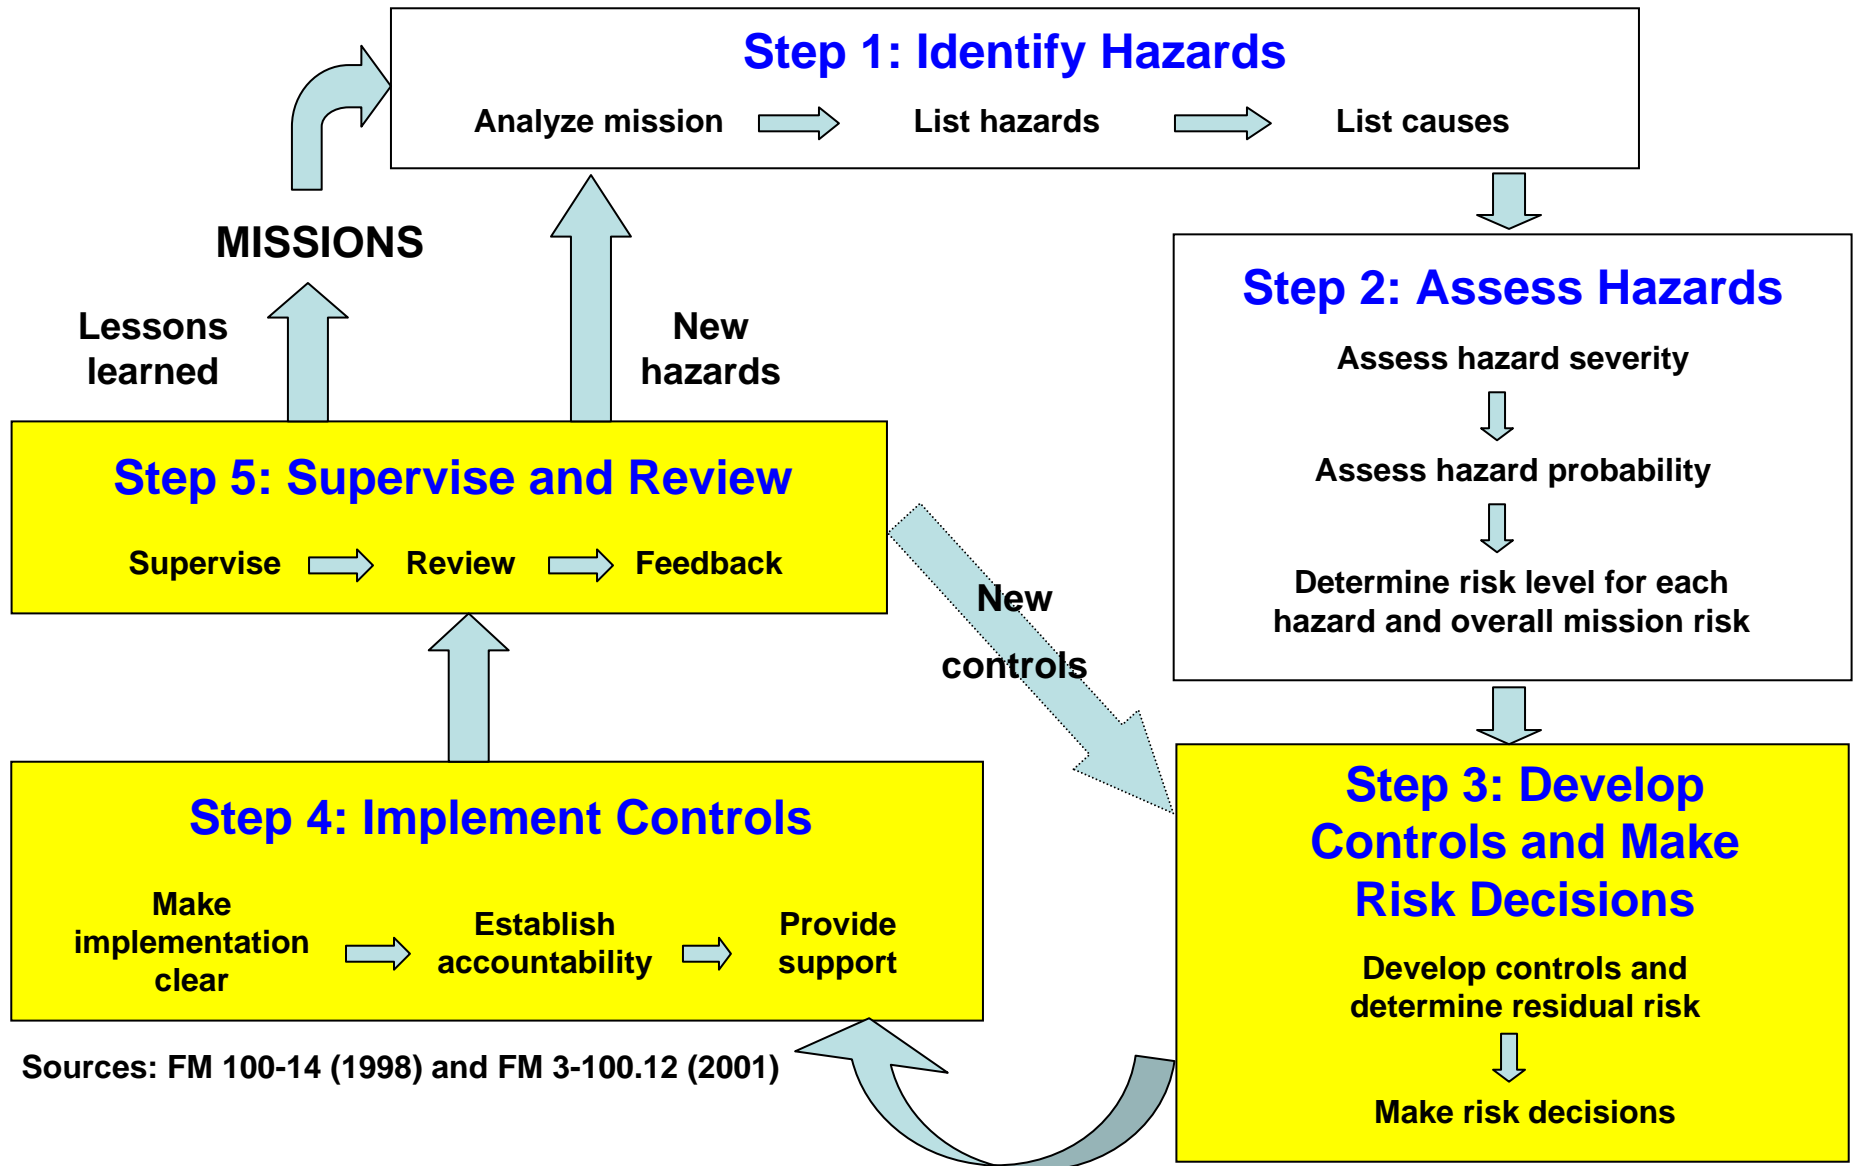 Step 1: Identify Hazards
Analyze mission
List hazards
List causes
MISSIONS
Lessons
learned
New
hazards
Step 2: Assess Hazards
Assess hazard severity
Assess hazard probability
Determine risk level for each
hazard and overall mission risk
Step 5: Supervise and Review
Supervise
Review
Feedback
New
controls
Step 3: Develop
Controls and Make
Risk Decisions
Develop controls and
determine residual risk
Make risk decisions
Step 4: Implement Controls
Make
implementation
clear
Establish
accountability
Provide
support
Sources: FM 100-14 (1998) and FM 3-100.12 (2001)